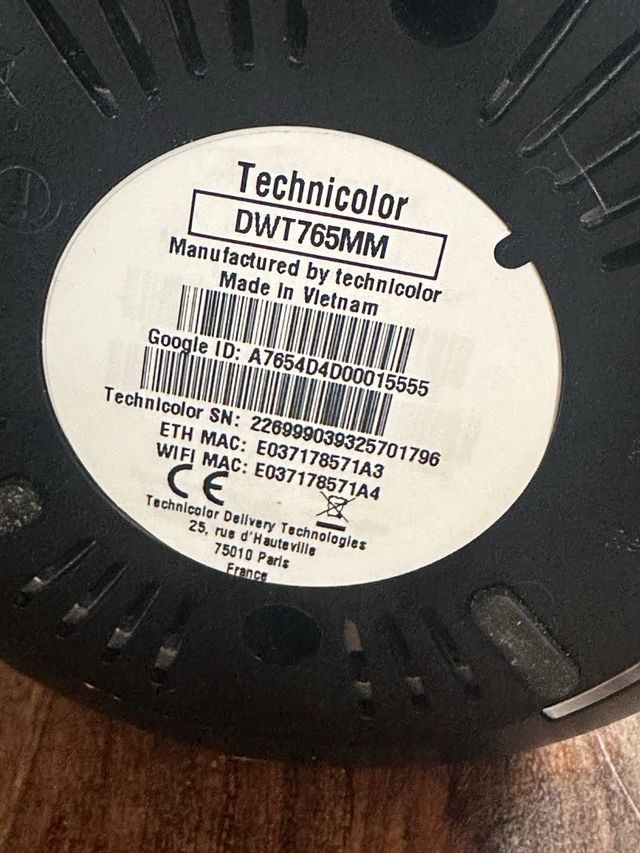 Technicolor
DWT765MM
Manufactured by technicolor
Made in Vietnam
Google ID: A7654D4D00015555
Technicolor SN: 226999039325701796
ETH MAC: E037178571A3
WIFI MAC: E037178571A4
CE
Technicolor Delivery Technologies
25, rue d'Hauteville
75010 Paris
France